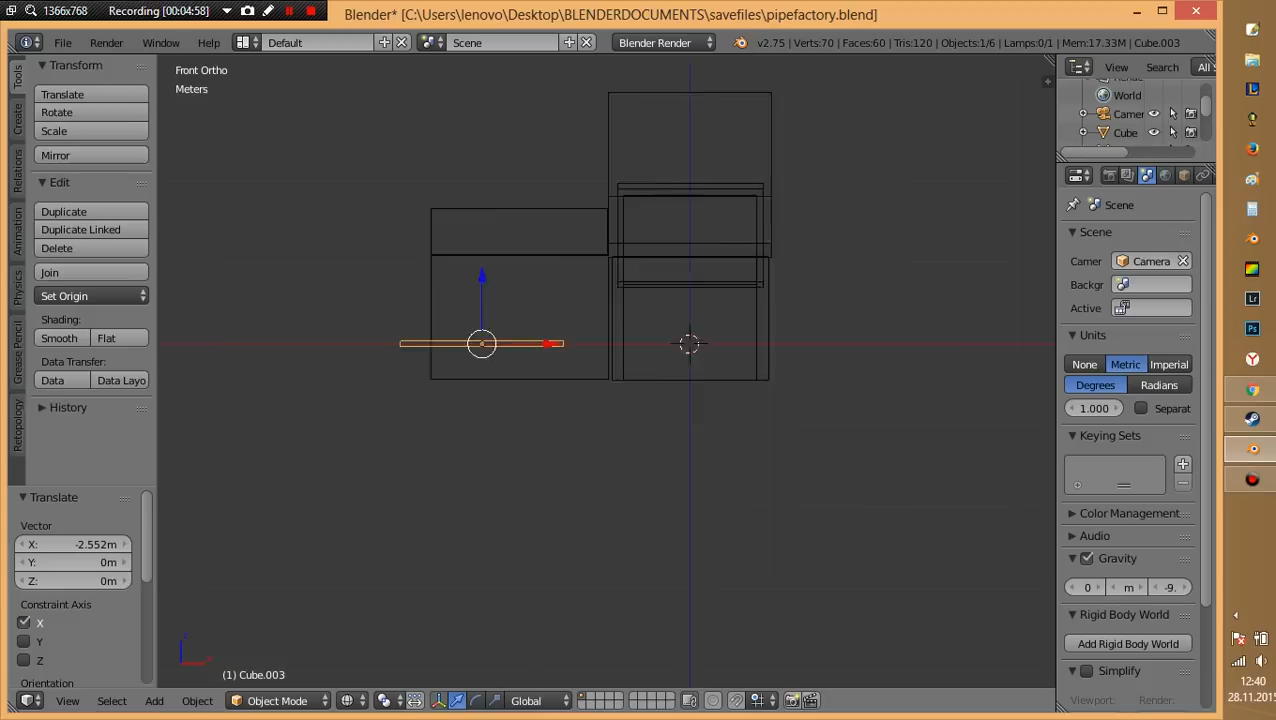 1366x768 Recording [00:04:58]
Blender* [C:\Users\lenovo\Desktop\BLENDERDOCUMENTS\savefiles\pipefactory.blend]
File Render Window Help Default Scene Blender Render v2.75 | Verts:70 | Faces:60 | Tris:120 | Objects:1/6 | Lamps:0/1 | Mem:17.33M | Cube.003
Tools
Create
Relations
Animation
Physics
Grease Pencil
Retopology
Transform
Translate
Rotate
Scale
Mirror
Edit
Duplicate
Duplicate Linked
Delete
Join
Set Origin
Shading:
Smooth Flat
Data Transfer:
Data Data Layo
History
Translate
Vector
X: -2.552m
Y: 0m
Z: 0m
Constraint Axis
X
Y
Z
Orientation
Front Ortho
Meters
(1) Cube.003
View Select Add Object Object Mode Global
View Search All S
World
Camer
Cube
Scene
Scene
Camer Camera
Backgr
Active
Units
None Metric Imperial
Degrees Radians
1.000 Separat
Keying Sets
Color Management
Audio
Gravity
0 m -9.
Rigid Body World
Add Rigid Body World
Simplify
Viewport: Render:
12:40
28.11.201